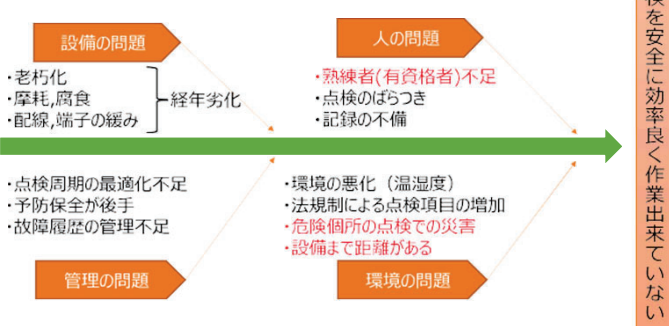 設備の問題
・老朽化
・摩耗,腐食
・配線,端子の緩み
経年劣化
人の問題
・熟練者(有資格者)不足
・点検のばらつき
・記録の不備
・点検周期の最適化不足
・予防保全が後手
・故障履歴の管理不足
管理の問題
・環境の悪化（温湿度）
・法規制による点検項目の増加
・危険個所の点検での災害
・設備まで距離がある
環境の問題
検を安全に効率良く作業出来ていない